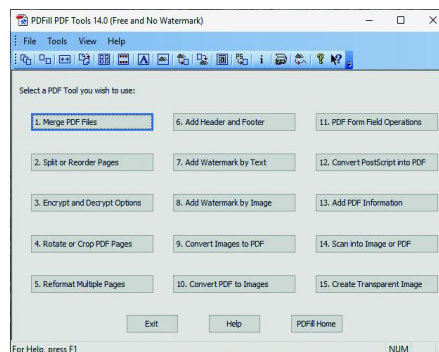 PDFill PDF Tools 14.0 (Free and No Watermark)
File Tools View Help
Select a PDF Tool you wish to use:
1. Merge PDF Files
6. Add Header and Footer
11. PDF Form Field Operations
2. Split or Reorder Pages
7. Add Watermark by Text
12. Convert PostScript into PDF
3. Encrypt and Decrypt Options
8. Add Watermark by Image
13. Add PDF Information
4. Rotate or Crop PDF Pages
9. Convert Images to PDF
14. Scan into Image or PDF
5. Reformat Multiple Pages
10. Convert PDF to Images
15. Create Transparent Image
Exit
Help
PDFill Home
For Help, press F1
NUM